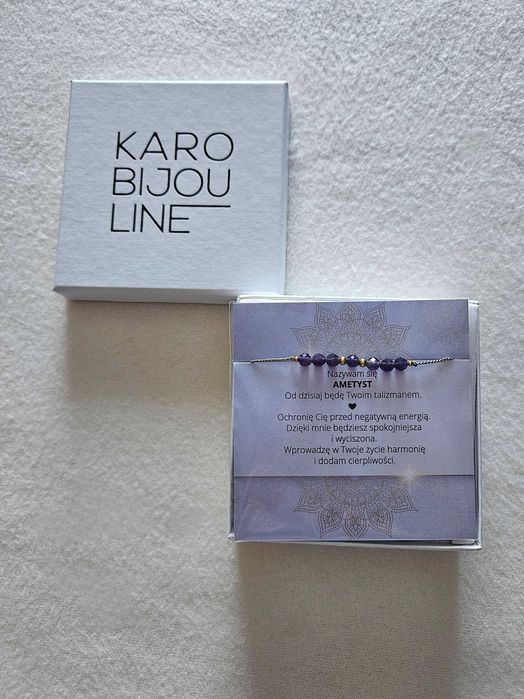 KARO
BIJOU
LINE
Nazywam się
AMETYST
Od dzisiaj będę Twoim talizmanem.
Ochronię Cię przed negatywną energią.
Dzięki mnie będziesz spokojniejsza
i wyciszona.
Wprowadzę w Twoje życie harmonię
i dodam cierpliwości.